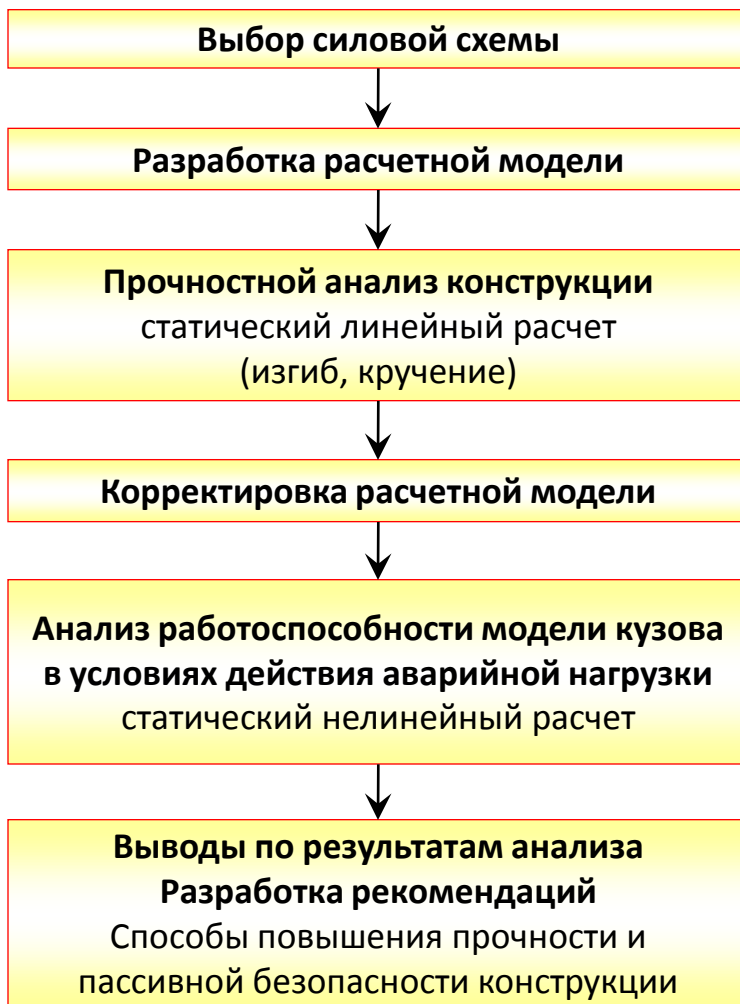 Выбор силовой схемы
Разработка расчетной модели
Прочностной анализ конструкции
статический линейный расчет
(изгиб, кручение)
Корректировка расчетной модели
Анализ работоспособности модели кузова
в условиях действия аварийной нагрузки
статический нелинейный расчет
Выводы по результатам анализа
Разработка рекомендаций
Способы повышения прочности и
пассивной безопасности конструкции